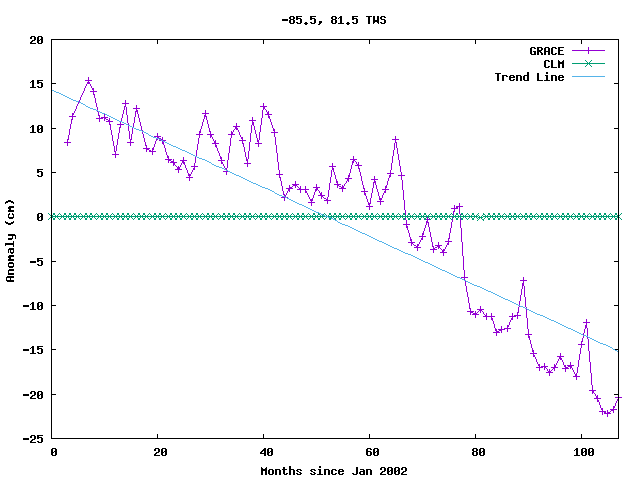 -85.5, 81.5 TWS
GRACE
CLM
Trend Line
20
15
10
5
0
-5
-10
-15
-20
-25
Anomaly (cm)
0 20 40 60 80 100
Months since Jan 2002